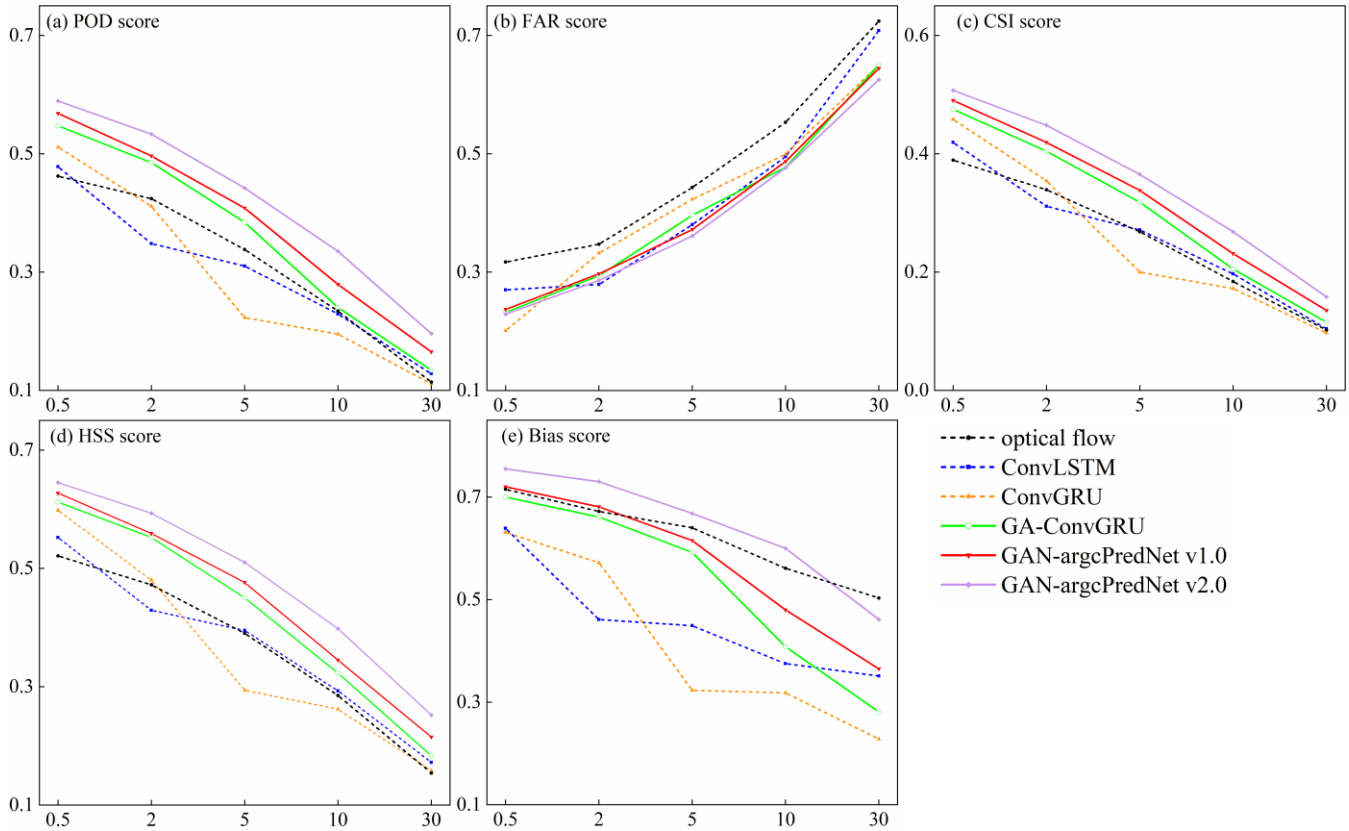 (a) POD score
0.7
0.5
0.3
0.1
0.5 2 5 10 30
(b) FAR score
0.7
0.5
0.3
0.1
0.5 2 5 10 30
(c) CSI score
0.6
0.4
0.2
0.0
0.5 2 5 10 30
(d) HSS score
0.7
0.5
0.3
0.1
0.5 2 5 10 30
(e) Bias score
0.7
0.5
0.3
0.1
0.5 2 5 10 30
optical flow
ConvLSTM
ConvGRU
GA-ConvGRU
GAN-argcPredNet v1.0
GAN-argcPredNet v2.0